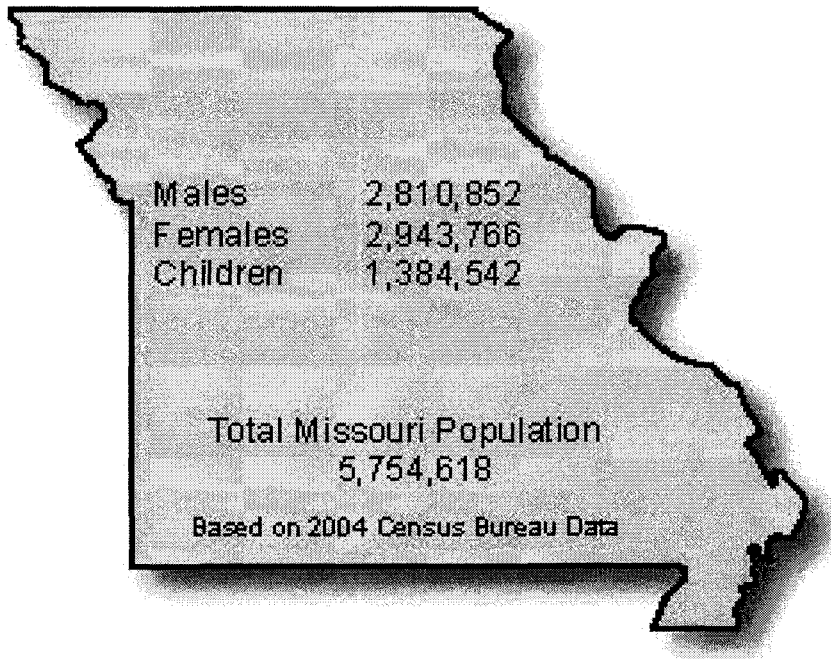 Males 2,810,852
Females 2,943,766
Children 1,384,542
Total Missouri Population
5,754,618
Based on 2004 Census Bureau Data